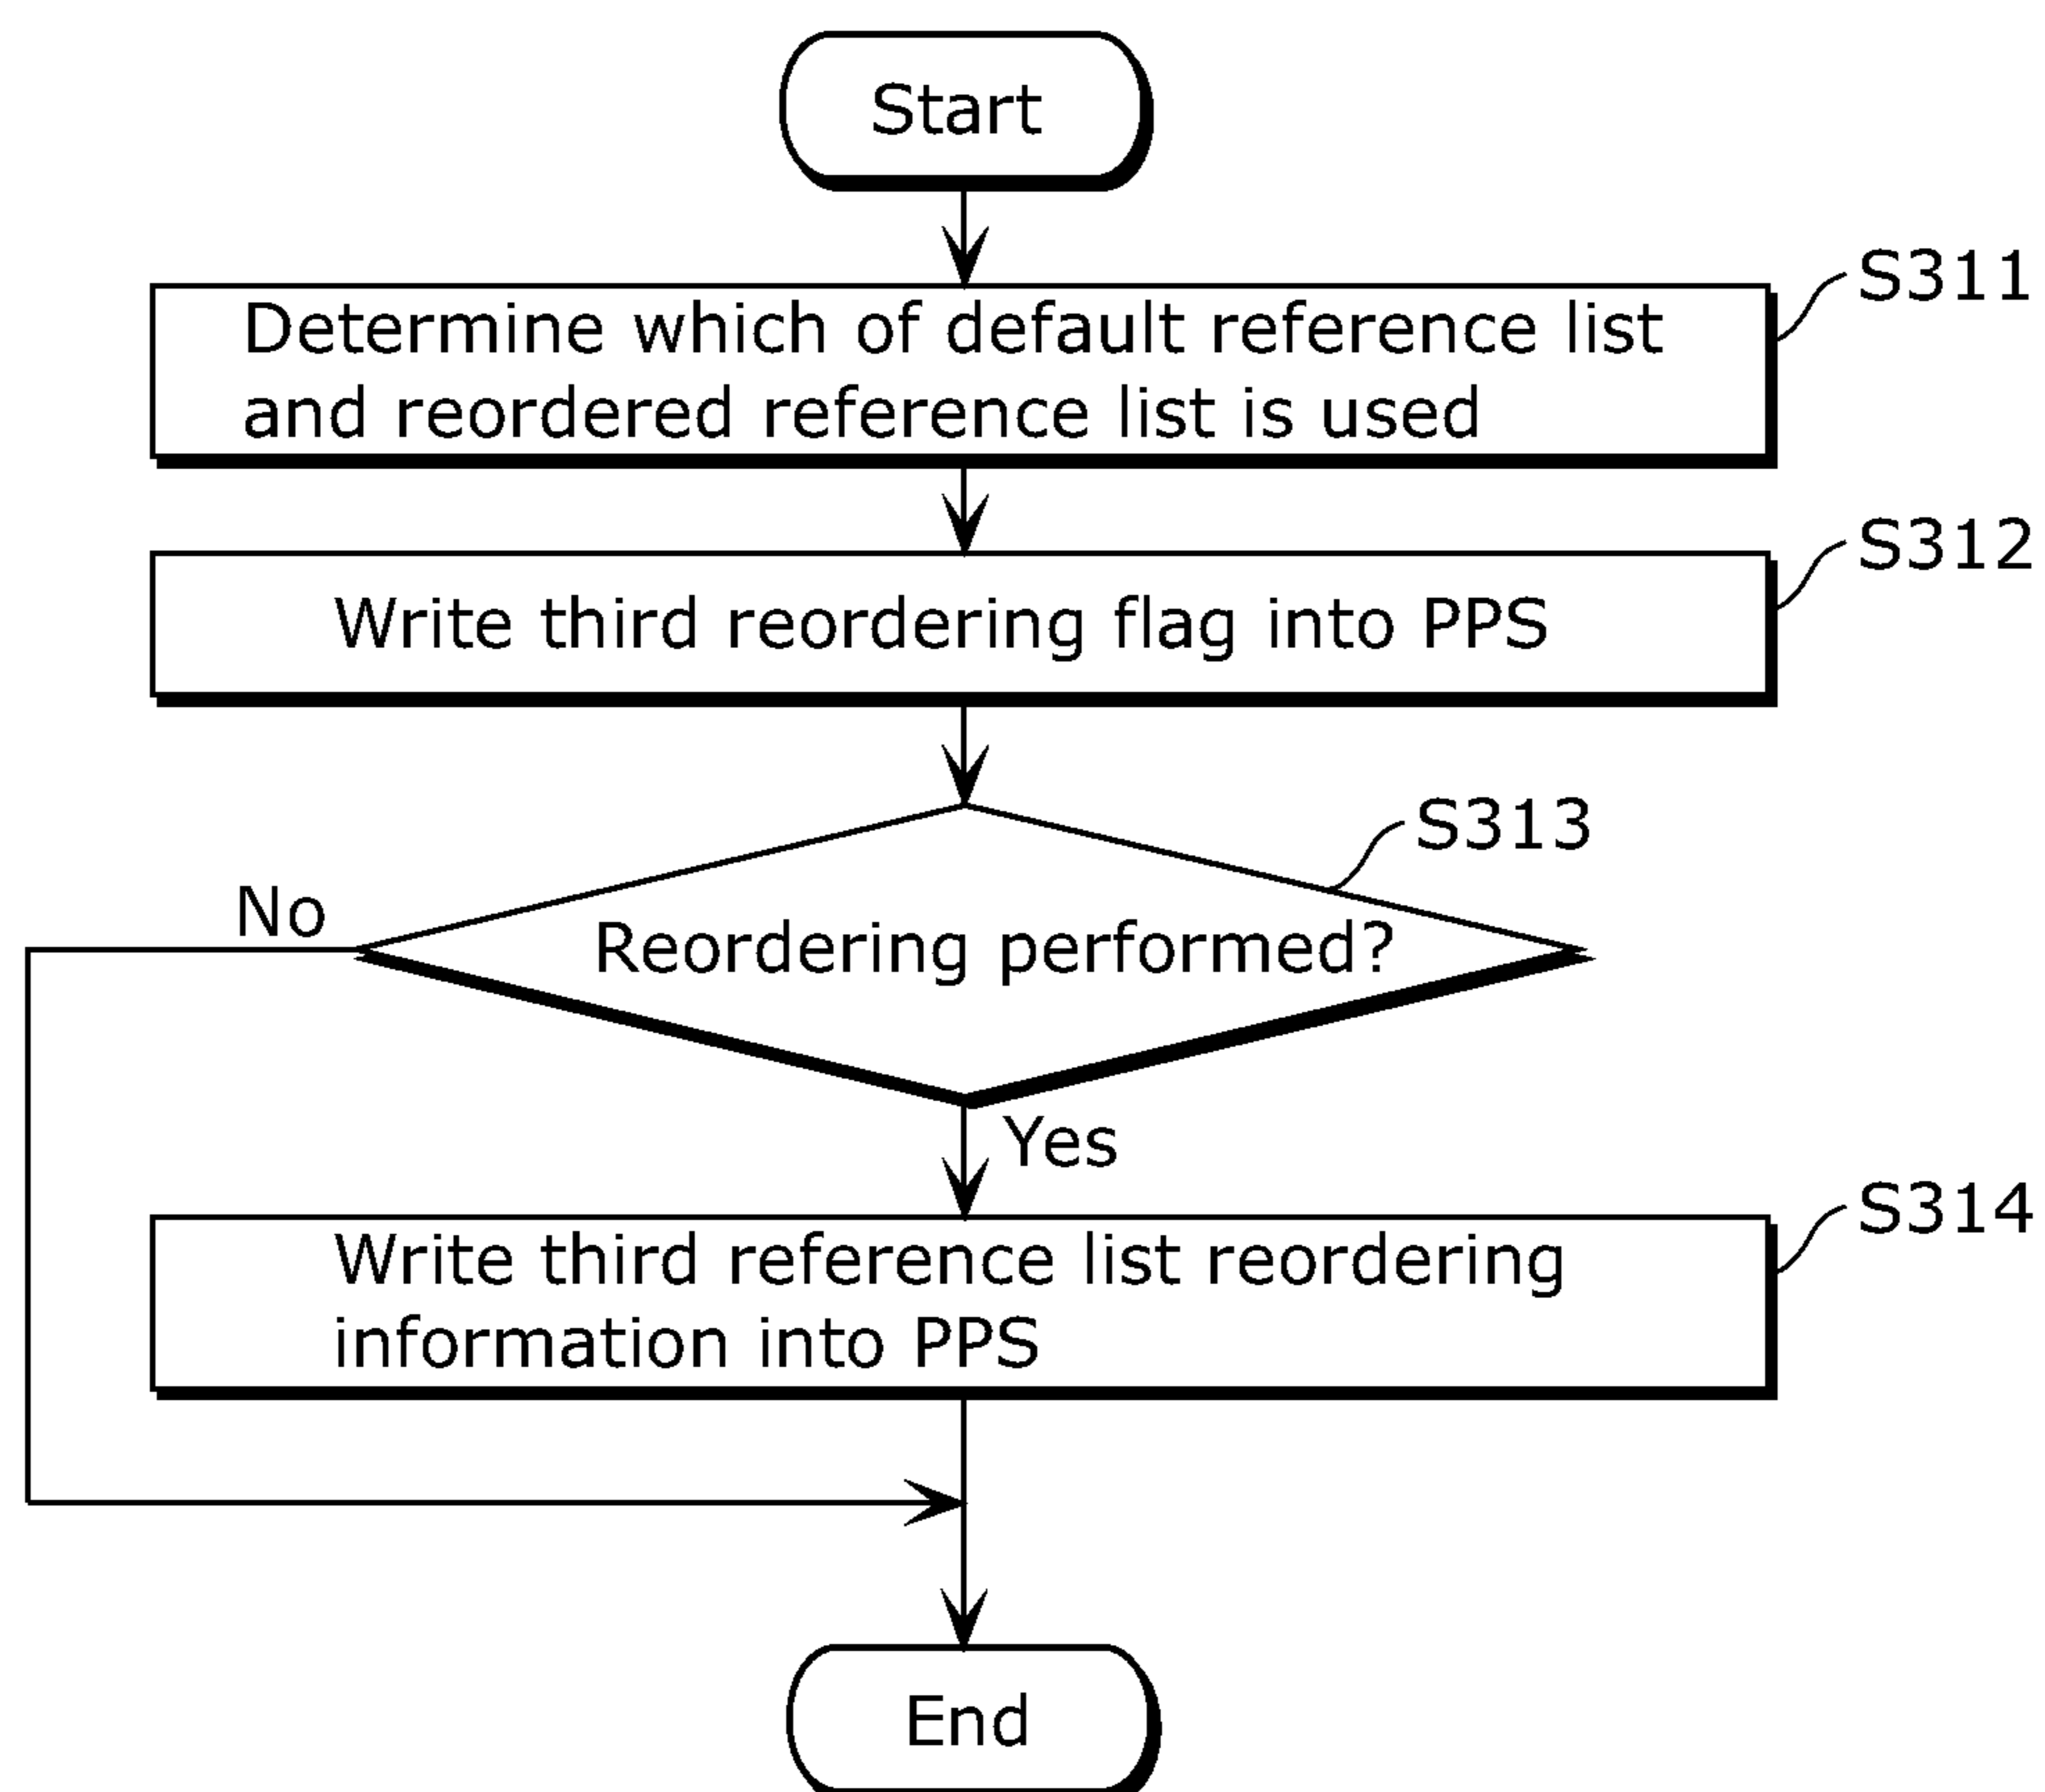 Start
S311
Determine which of default reference list
and reordered reference list is used
S312
Write third reordering flag into PPS
S313
No
Reordering performed?
Yes
S314
Write third reference list reordering
information into PPS
End